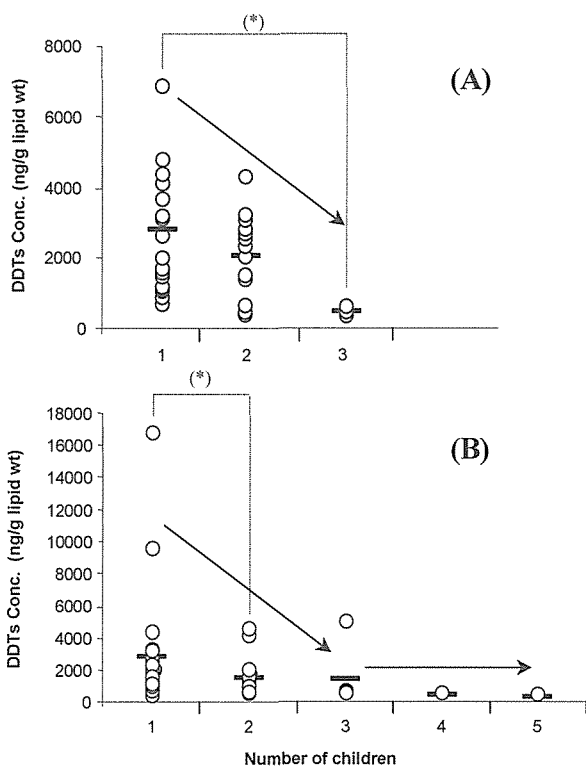 (*)
(A)
DDTs Conc. (ng/g lipid wt)
8000
6000
4000
2000
0
1 2 3
(*)
(B)
DDTs Conc. (ng/g lipid wt)
18000
16000
14000
12000
10000
8000
6000
4000
2000
0
1 2 3 4 5
Number of children